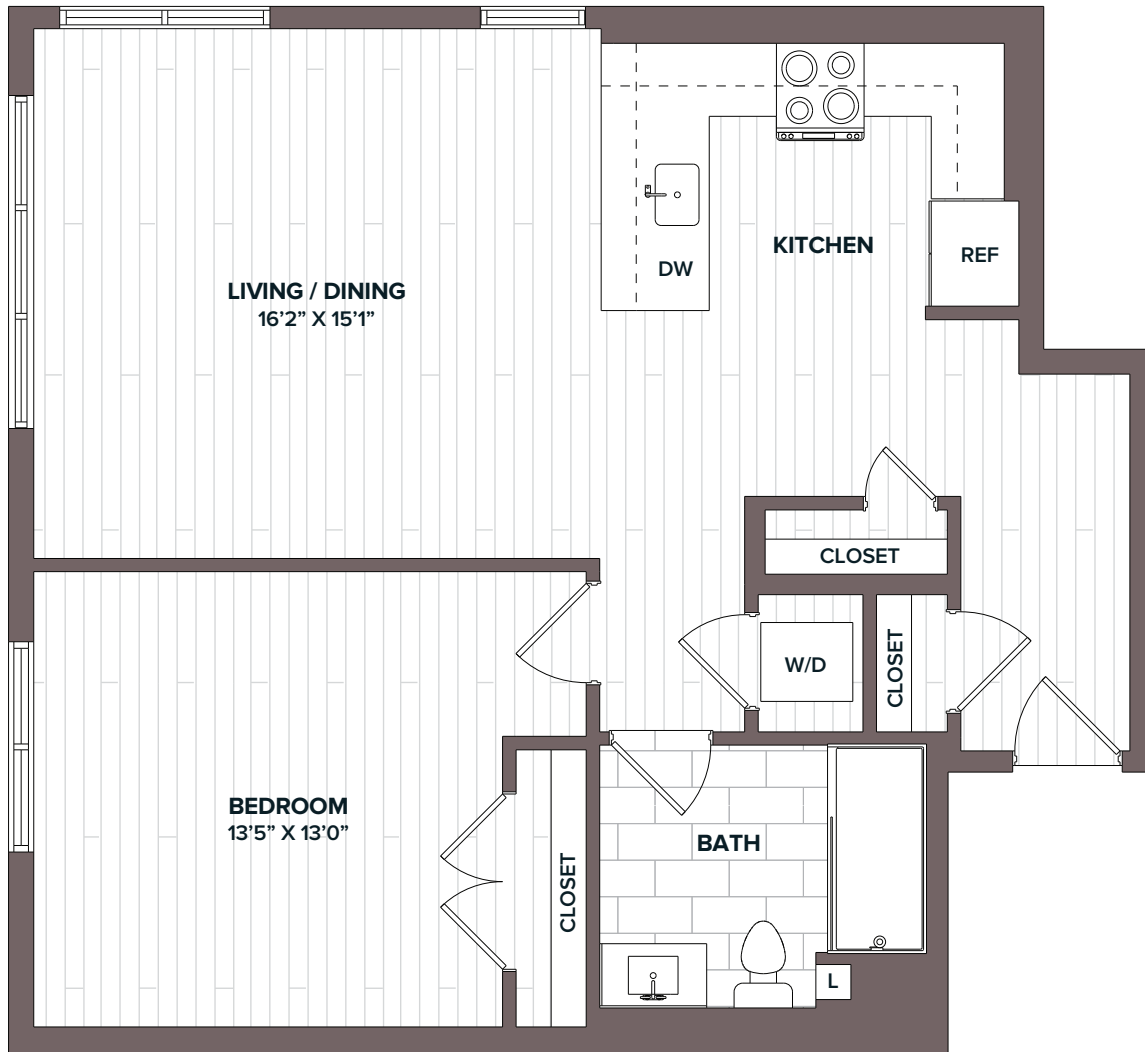 KITCHEN
REF
DW
LIVING / DINING
16’2” X 15’1”
CLOSET
W/D
CLOSET
BEDROOM
13’5” X 13’0”
CLOSET
BATH
L